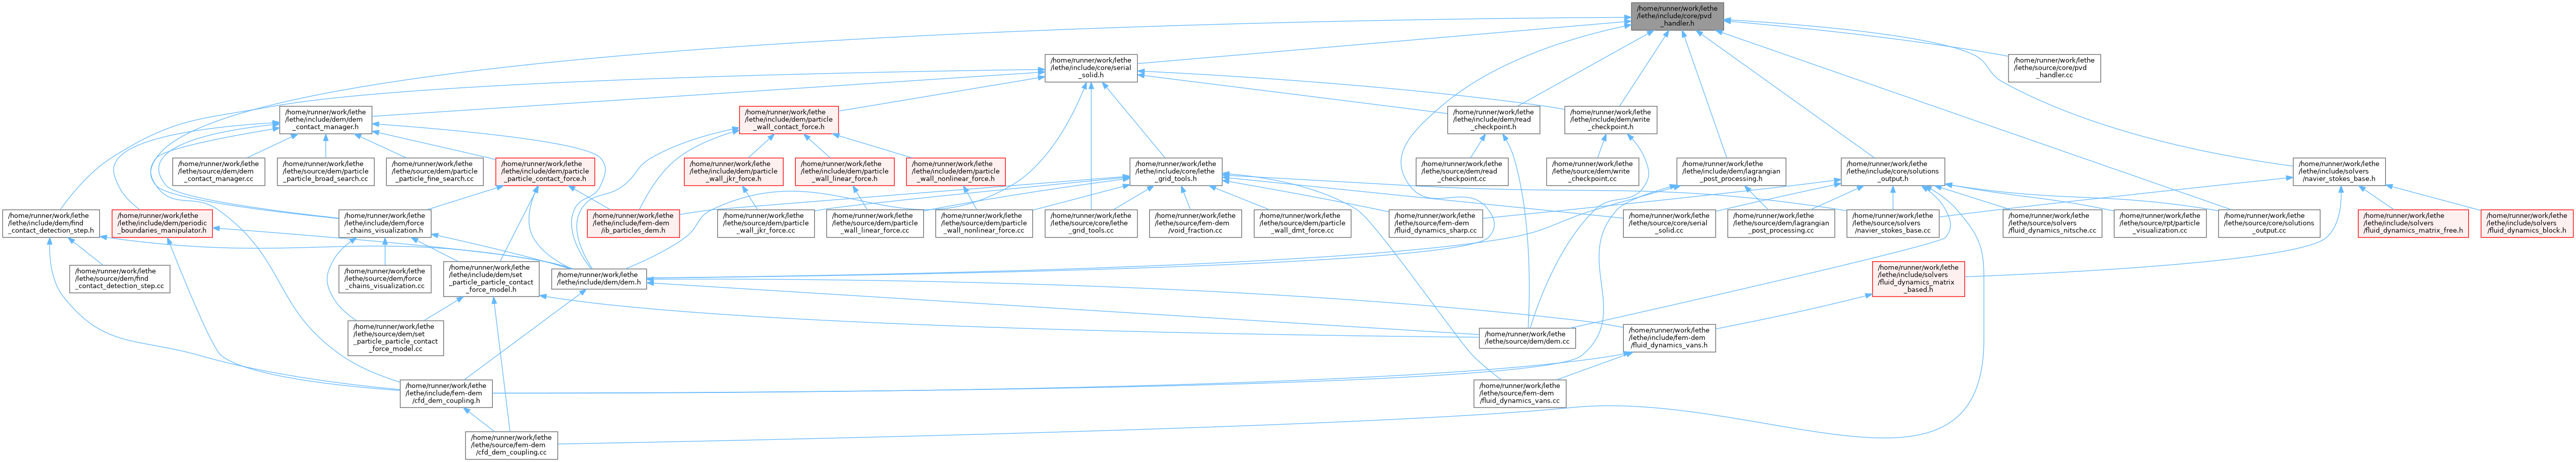 /home/runner/work/lethe
/lethe/include/core/pvd
_handler.h
/home/runner/work/lethe
/lethe/include/core/serial
_solid.h
/home/runner/work/lethe
/lethe/source/core/pvd
_handler.cc
/home/runner/work/lethe
/lethe/include/dem/dem
_contact_manager.h
/home/runner/work/lethe
/lethe/include/dem/particle
_wall_contact_force.h
/home/runner/work/lethe
/lethe/include/dem/read
_checkpoint.h
/home/runner/work/lethe
/lethe/include/dem/write
_checkpoint.h
/home/runner/work/lethe
/lethe/source/dem/dem
_contact_manager.cc
/home/runner/work/lethe
/lethe/source/dem/particle
_particle_broad_search.cc
/home/runner/work/lethe
/lethe/source/dem/particle
_particle_fine_search.cc
/home/runner/work/lethe
/lethe/include/dem/particle
_particle_contact_force.h
/home/runner/work/lethe
/lethe/include/dem/particle
_wall_jkr_force.h
/home/runner/work/lethe
/lethe/include/dem/particle
_wall_linear_force.h
/home/runner/work/lethe
/lethe/include/dem/particle
_wall_nonlinear_force.h
/home/runner/work/lethe
/lethe/include/core/lethe
_grid_tools.h
/home/runner/work/lethe
/lethe/source/dem/read
_checkpoint.cc
/home/runner/work/lethe
/lethe/source/dem/write
_checkpoint.cc
/home/runner/work/lethe
/lethe/include/dem/lagrangian
_post_processing.h
/home/runner/work/lethe
/lethe/include/core/solutions
_output.h
/home/runner/work/lethe
/lethe/include/solvers
/navier_stokes_base.h
/home/runner/work/lethe
/lethe/include/dem/find
_contact_detection_step.h
/home/runner/work/lethe
/lethe/include/dem/periodic
_boundaries_manipulator.h
/home/runner/work/lethe
/lethe/include/dem/force
_chains_visualization.h
/home/runner/work/lethe
/lethe/include/fem-dem
/ib_particles_dem.h
/home/runner/work/lethe
/lethe/source/dem/particle
_wall_jkr_force.cc
/home/runner/work/lethe
/lethe/source/dem/particle
_wall_linear_force.cc
/home/runner/work/lethe
/lethe/source/dem/particle
_wall_nonlinear_force.cc
/home/runner/work/lethe
/lethe/source/core/lethe
_grid_tools.cc
/home/runner/work/lethe
/lethe/source/fem-dem
/void_fraction.cc
/home/runner/work/lethe
/lethe/source/dem/particle
_wall_dmt_force.cc
/home/runner/work/lethe
/lethe/source/fem-dem
/fluid_dynamics_sharp.cc
/home/runner/work/lethe
/lethe/source/core/serial
_solid.cc
/home/runner/work/lethe
/lethe/source/dem/lagrangian
_post_processing.cc
/home/runner/work/lethe
/lethe/source/solvers
/navier_stokes_base.cc
/home/runner/work/lethe
/lethe/source/solvers
/fluid_dynamics_nitsche.cc
/home/runner/work/lethe
/lethe/source/rpt/particle
_visualization.cc
/home/runner/work/lethe
/lethe/source/core/solutions
_output.cc
/home/runner/work/lethe
/lethe/include/solvers
/fluid_dynamics_matrix_free.h
/home/runner/work/lethe
/lethe/include/solvers
/fluid_dynamics_block.h
/home/runner/work/lethe
/lethe/source/dem/find
_contact_detection_step.cc
/home/runner/work/lethe
/lethe/source/dem/force
_chains_visualization.cc
/home/runner/work/lethe
/lethe/include/dem/set
_particle_particle_contact
_force_model.h
/home/runner/work/lethe
/lethe/include/dem/dem.h
/home/runner/work/lethe
/lethe/include/solvers
/fluid_dynamics_matrix
_based.h
/home/runner/work/lethe
/lethe/source/dem/set
_particle_particle_contact
_force_model.cc
/home/runner/work/lethe
/lethe/source/dem/dem.cc
/home/runner/work/lethe
/lethe/include/fem-dem
/fluid_dynamics_vans.h
/home/runner/work/lethe
/lethe/include/fem-dem
/cfd_dem_coupling.h
/home/runner/work/lethe
/lethe/source/fem-dem
/fluid_dynamics_vans.cc
/home/runner/work/lethe
/lethe/source/fem-dem
/cfd_dem_coupling.cc